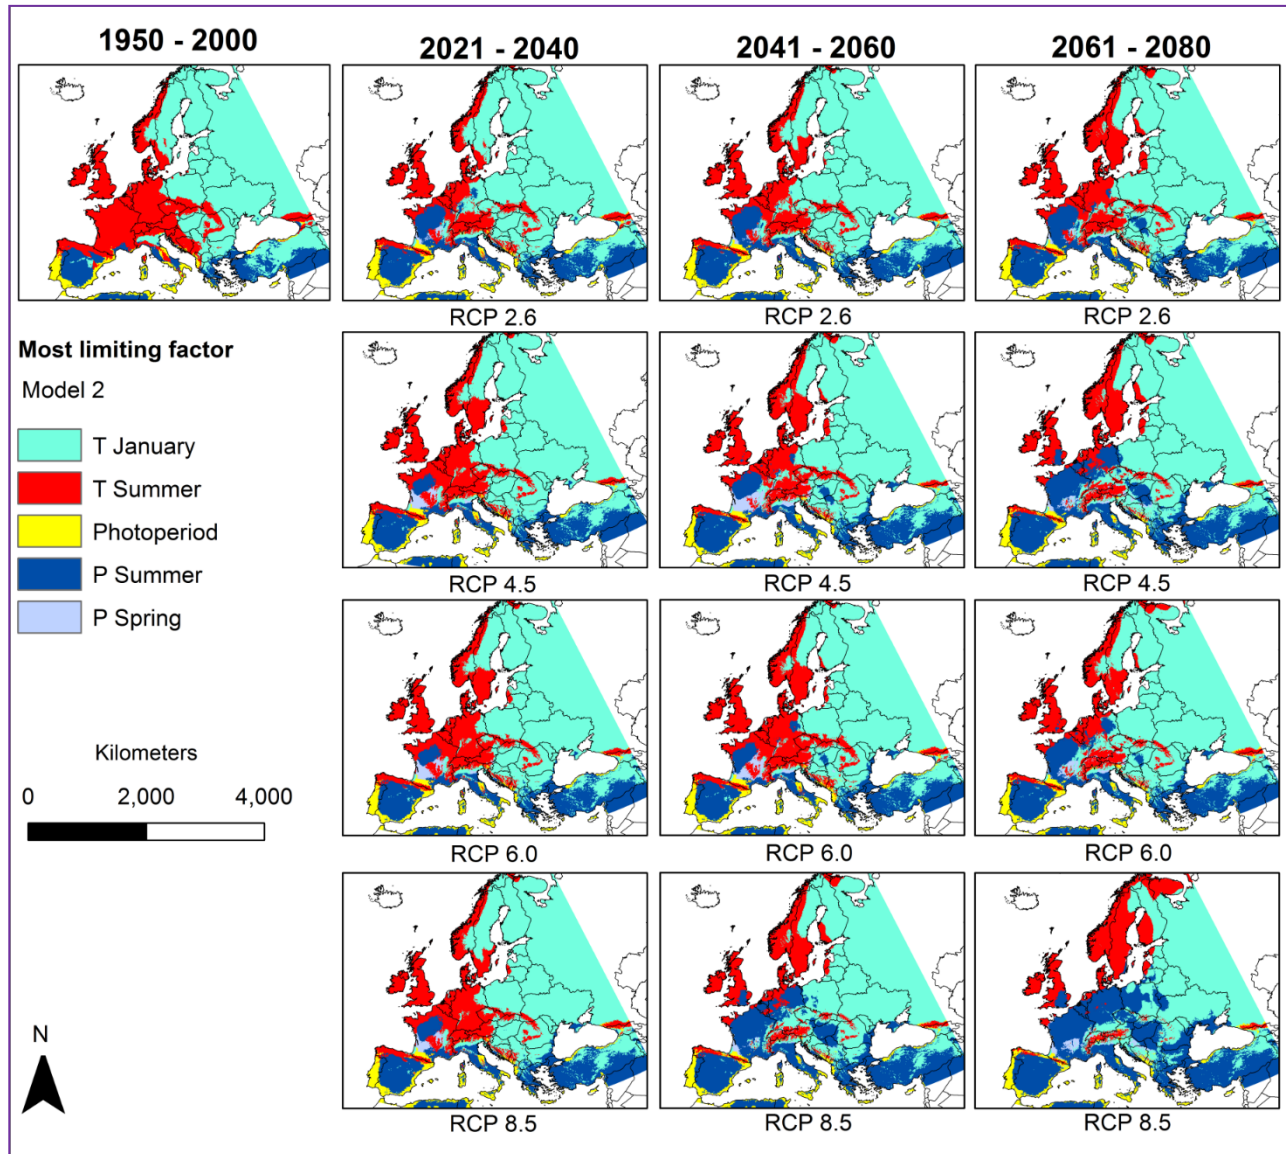 1950 - 2000
2021 - 2040
2041 - 2060
2061 - 2080
RCP 2.6
RCP 2.6
RCP 2.6
Most limiting factor
Model 2
T January
T Summer
Photoperiod
P Summer
P Spring
RCP 4.5
RCP 4.5
RCP 4.5
Kilometers
0 2,000 4,000
RCP 6.0
RCP 6.0
RCP 6.0
N
RCP 8.5
RCP 8.5
RCP 8.5